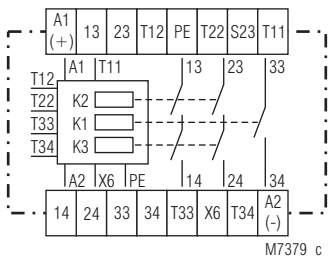 A1 (+) 13 23 T12 PE T22 S23 T11
A1 T11 13 23 33
T12
T22 K2
T33 K1
T34 K3
A2 X6 PE 14 24 34
14 24 33 34 T33 X6 T34 A2 (-)
M7379 c